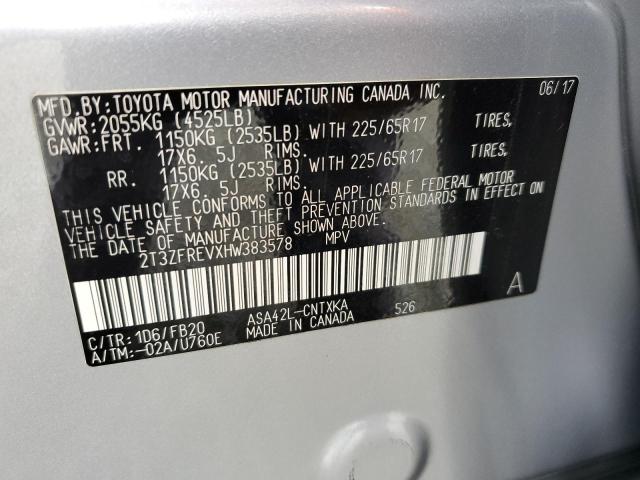 MFD. BY: TOYOTA MOTOR MANUFACTURING CANADA INC. 06/17
GVWR: 2055KG (4525LB)
GAWR: FRT. 1150KG (2535LB) WITH 225/65R17 TIRES,
17X6. 5J RIMS.
RR. 1150KG (2535LB) WITH 225/65R17 TIRES,
17X6. 5J RIMS.
THIS VEHICLE CONFORMS TO ALL APPLICABLE FEDERAL MOTOR
VEHICLE SAFETY AND THEFT PREVENTION STANDARDS IN EFFECT ON
THE DATE OF MANUFACTURE SHOWN ABOVE.
2T3ZFREVXHW383578 MPV
A
C/TR: 1D6/FB20 ASA42L-CNTXKA 526
A/TM: -02A/U760E MADE IN CANADA